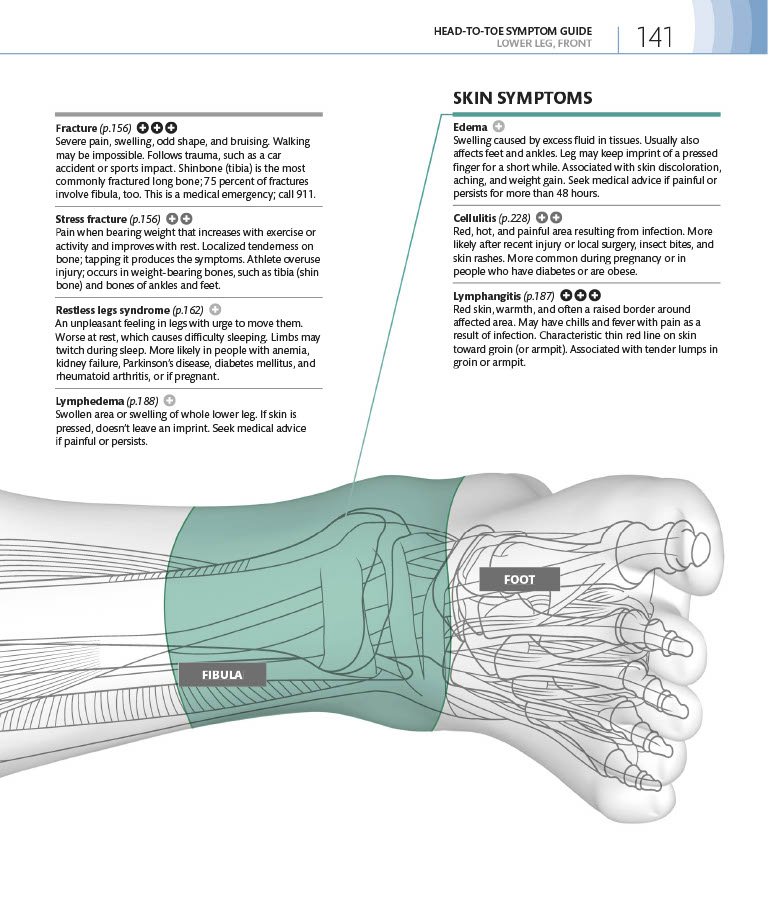 HEAD-TO-TOE SYMPTOM GUIDE
LOWER LEG, FRONT
141
Fracture (p.156)
Severe pain, swelling, odd shape, and bruising. Walking
may be impossible. Follows trauma, such as a car
accident or sports impact. Shinbone (tibia) is the most
commonly fractured long bone; 75 percent of fractures
involve fibula, too. This is a medical emergency; call 911.
Stress fracture (p.156)
Pain when bearing weight that increases with exercise or
activity and improves with rest. Localized tenderness on
bone; tapping it produces the symptoms. Athlete overuse
injury; occurs in weight-bearing bones, such as tibia (shin
bone) and bones of ankles and feet.
Restless legs syndrome (p.162)
An unpleasant feeling in legs with urge to move them.
Worse at rest, which causes difficulty sleeping. Limbs may
twitch during sleep. More likely in people with anemia,
kidney failure, Parkinson's disease, diabetes mellitus, and
rheumatoid arthritis, or if pregnant.
Lymphedema (p.188)
Swollen area or swelling of whole lower leg. If skin is
pressed, doesn't leave an imprint. Seek medical advice
if painful or persists.
SKIN SYMPTOMS
Edema
Swelling caused by excess fluid in tissues. Usually also
affects feet and ankles. Leg may keep imprint of a pressed
finger for a short while. Associated with skin discoloration,
aching, and weight gain. Seek medical advice if painful or
persists for more than 48 hours.
Cellulitis (p.228)
Red, hot, and painful area resulting from infection. More
likely after recent injury or local surgery, insect bites, and
skin rashes. More common during pregnancy or in
people who have diabetes or are obese.
Lymphangitis (p.187)
Red skin, warmth, and often a raised border around
affected area. May have chills and fever with pain as a
result of infection. Characteristic thin red line on skin
toward groin (or armpit). Associated with tender lumps in
groin or armpit.
FOOT
FIBULA